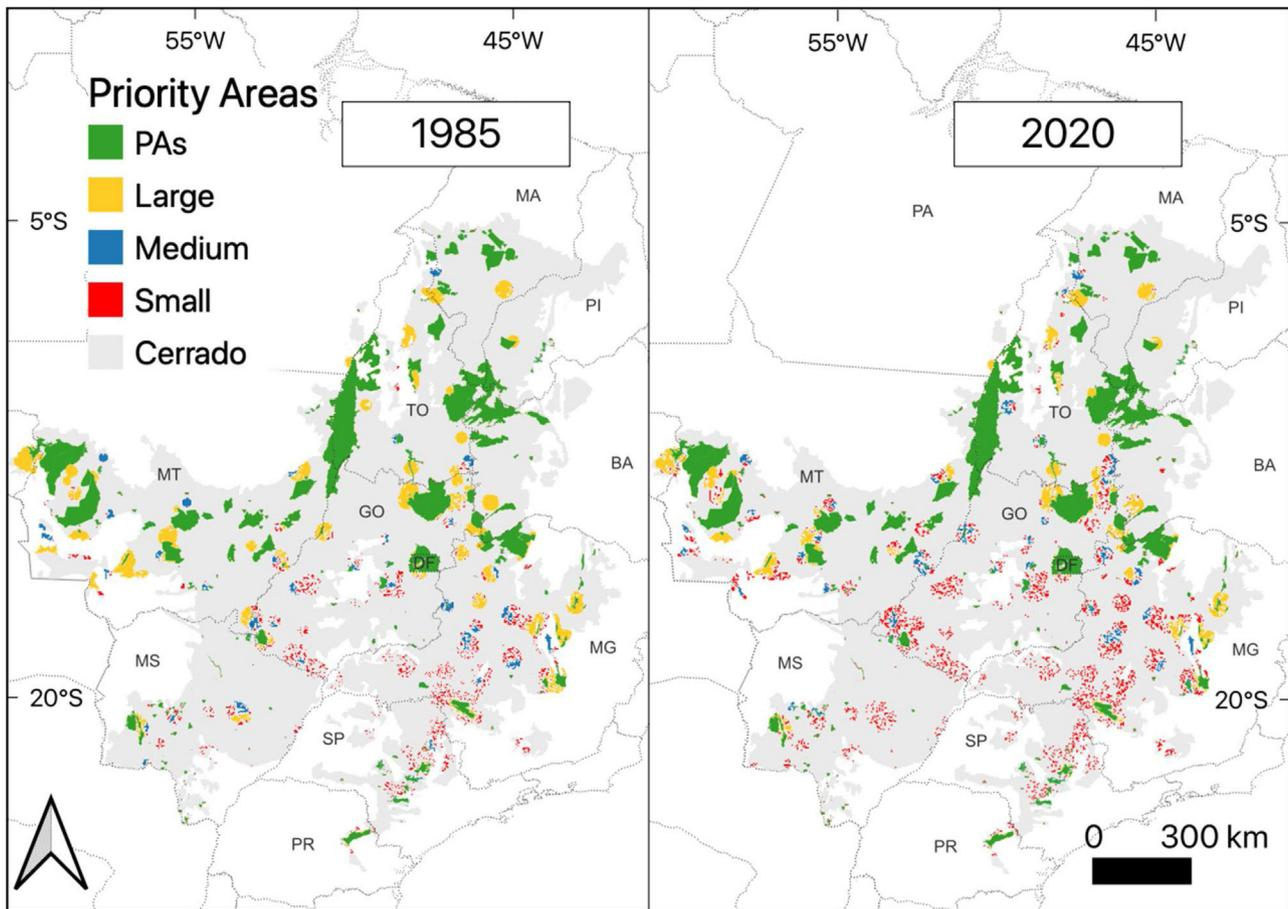 55°W
45°W
55°W
45°W
Priority Areas
1985
2020
PAs
Large
Medium
Small
Cerrado
5°S
5°S
MA
PI
TO
MT
BA
GO
DF
MS
MG
20°S
SP
PR
PA
MA
PI
TO
MT
BA
GO
DF
MS
MG
20°S
SP
PR
0 300 km